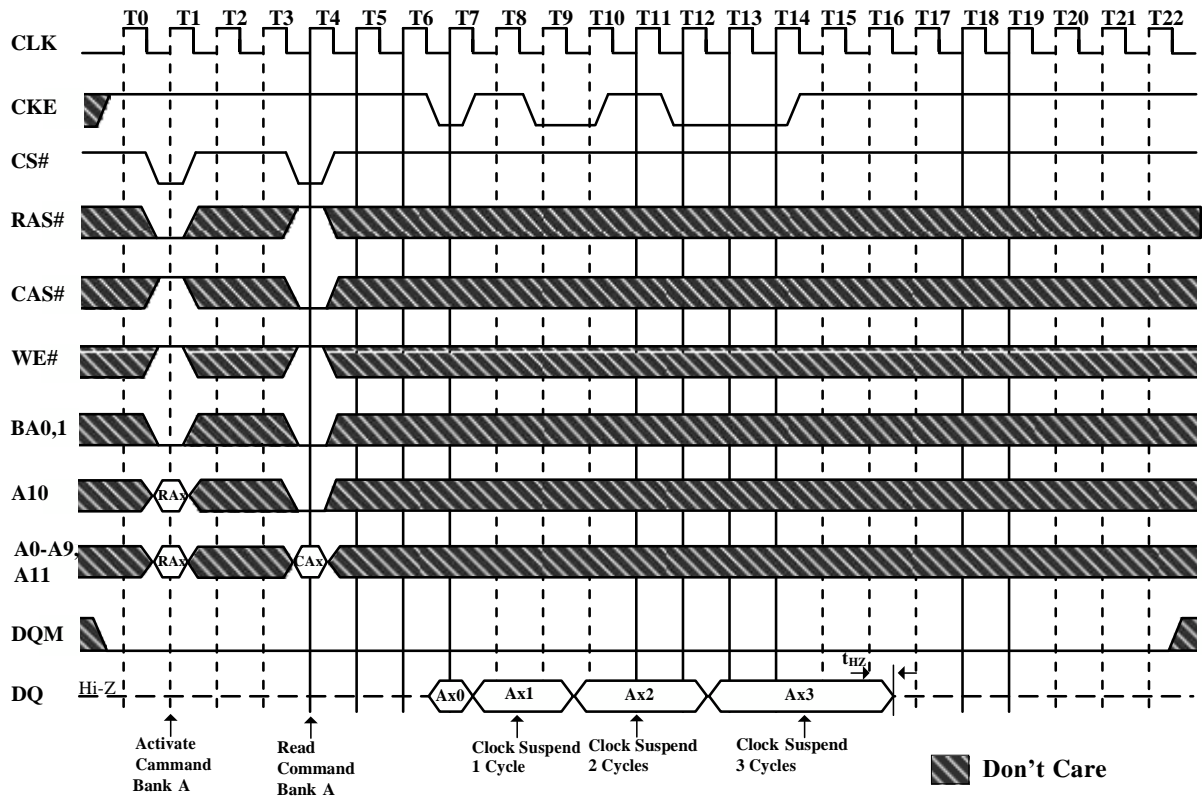 T0 T1 T2 T3 T4 T5 T6 T7 T8 T9 T10 T11 T12 T13 T14 T15 T16 T17 T18 T19 T20 T21 T22
CLK
CKE
CS#
RAS#
CAS#
WE#
BA0,1
A10 RAx
A0-A9, RAx CAx
A11
DQM
tHZ
DQ Hi-Z Ax0 Ax1 Ax2 Ax3
Activate
Cammand
Bank A
Read
Command
Bank A
Clock Suspend
1 Cycle
Clock Suspend
2 Cycles
Clock Suspend
3 Cycles
Don't Care